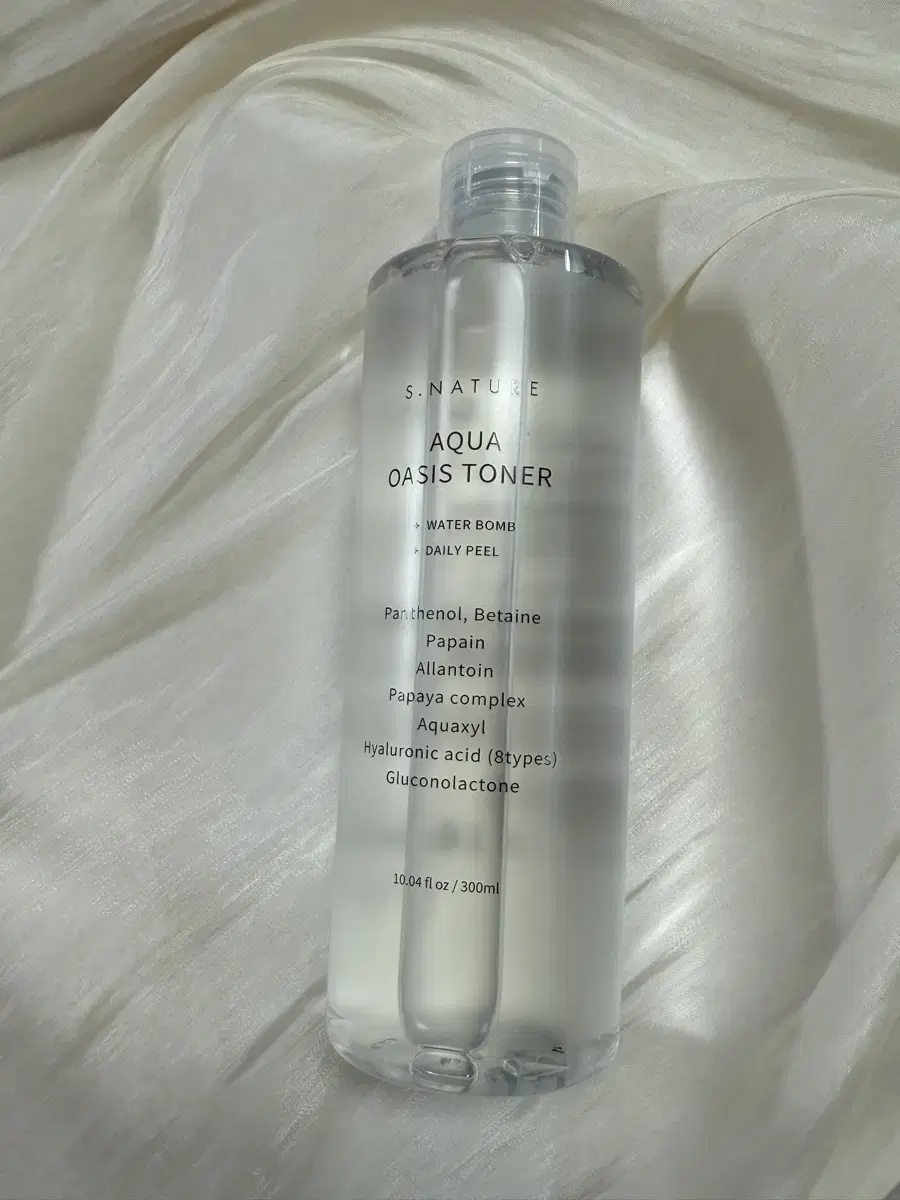 S.NATURE
AQUA
OASIS TONER
+ WATER BOMB
+ DAILY PEEL
Panthenol, Betaine
Papain
Allantoin
Papaya complex
Aquaxyl
Hyaluronic acid (8types)
Gluconolactone
10.04 fl oz / 300ml